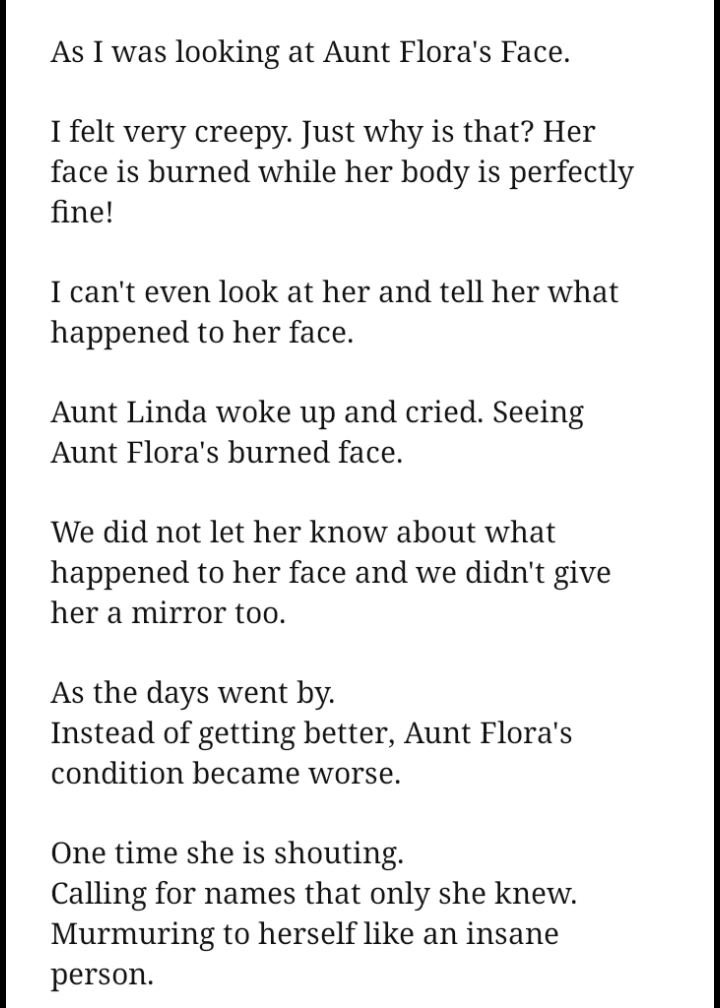 As I was looking at Aunt Flora's Face.
I felt very creepy. Just why is that? Her
face is burned while her body is perfectly
fine!
I can't even look at her and tell her what
happened to her face.
Aunt Linda woke up and cried. Seeing
Aunt Flora's burned face.
We did not let her know about what
happened to her face and we didn't give
her a mirror too.
As the days went by.
Instead of getting better, Aunt Flora's
condition became worse.
One time she is shouting.
Calling for names that only she knew.
Murmuring to herself like an insane
person.